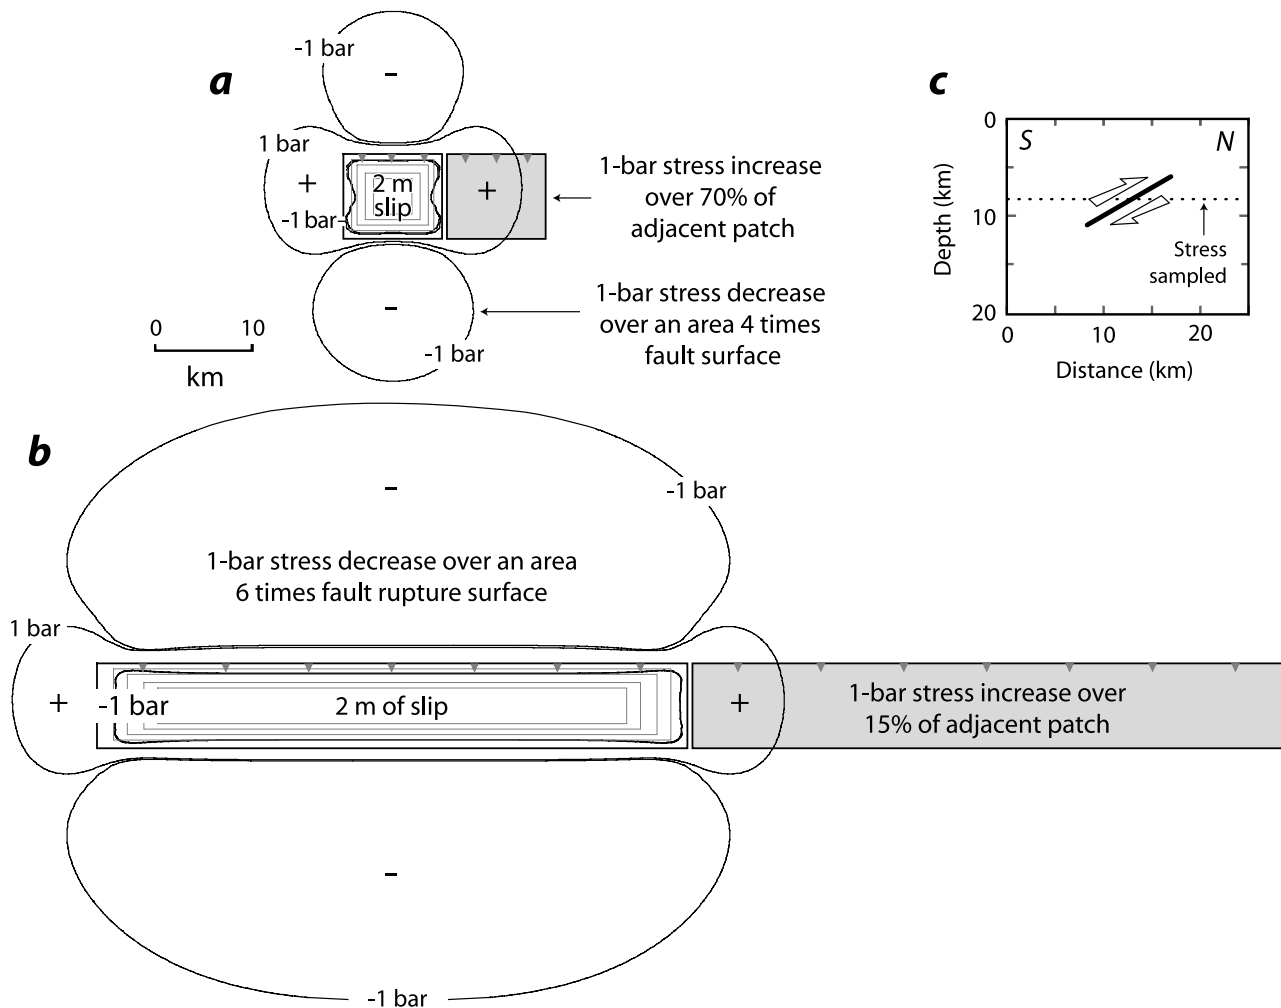 a
-1 bar
-
1 bar
+
2 m
slip
-1 bar
+
1-bar stress increase
over 70% of
adjacent patch
-
-1 bar
1-bar stress decrease
over an area 4 times
fault surface
0 10
km
c
0
10
20
Depth (km)
S N
Stress
sampled
0 10 20
Distance (km)
b
-
-1 bar
1-bar stress decrease over an area
6 times fault rupture surface
1 bar
+
-1 bar
2 m of slip
+
1-bar stress increase over
15% of adjacent patch
-
-1 bar